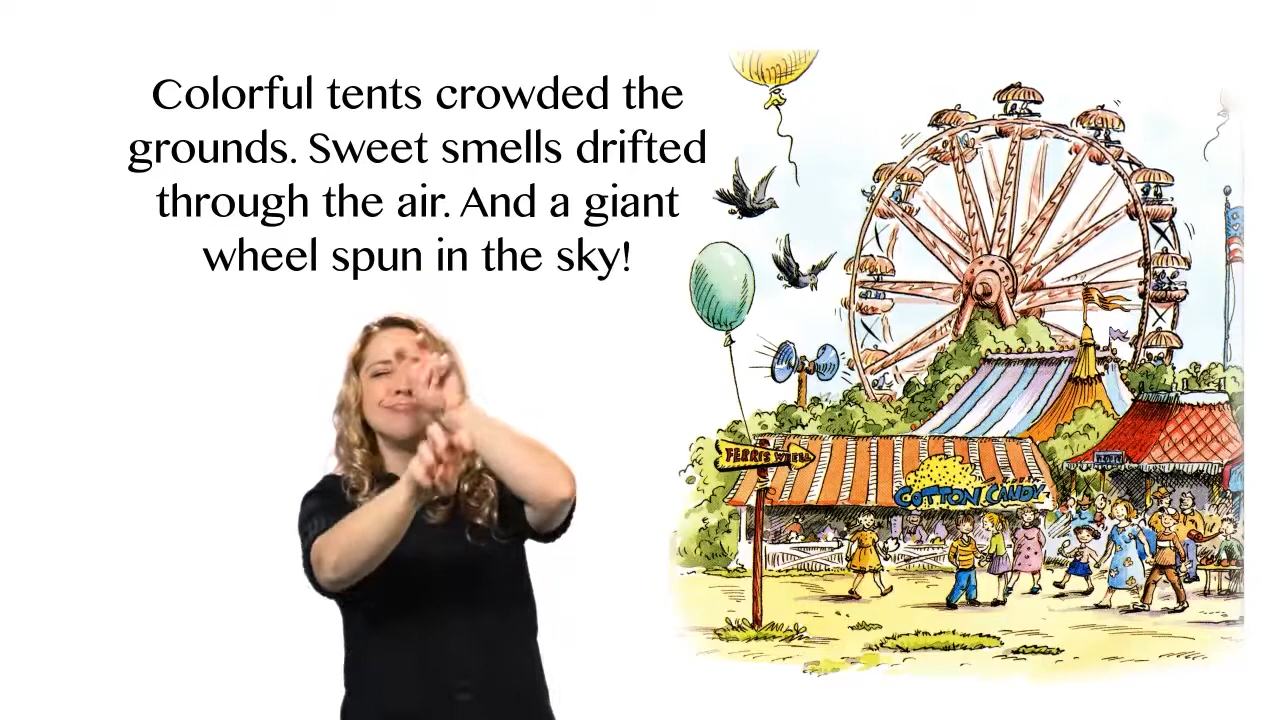 Colorful tents crowded the
grounds. Sweet smells drifted
through the air. And a giant
wheel spun in the sky!
FERRIS WHEEL
COTTON CANDY